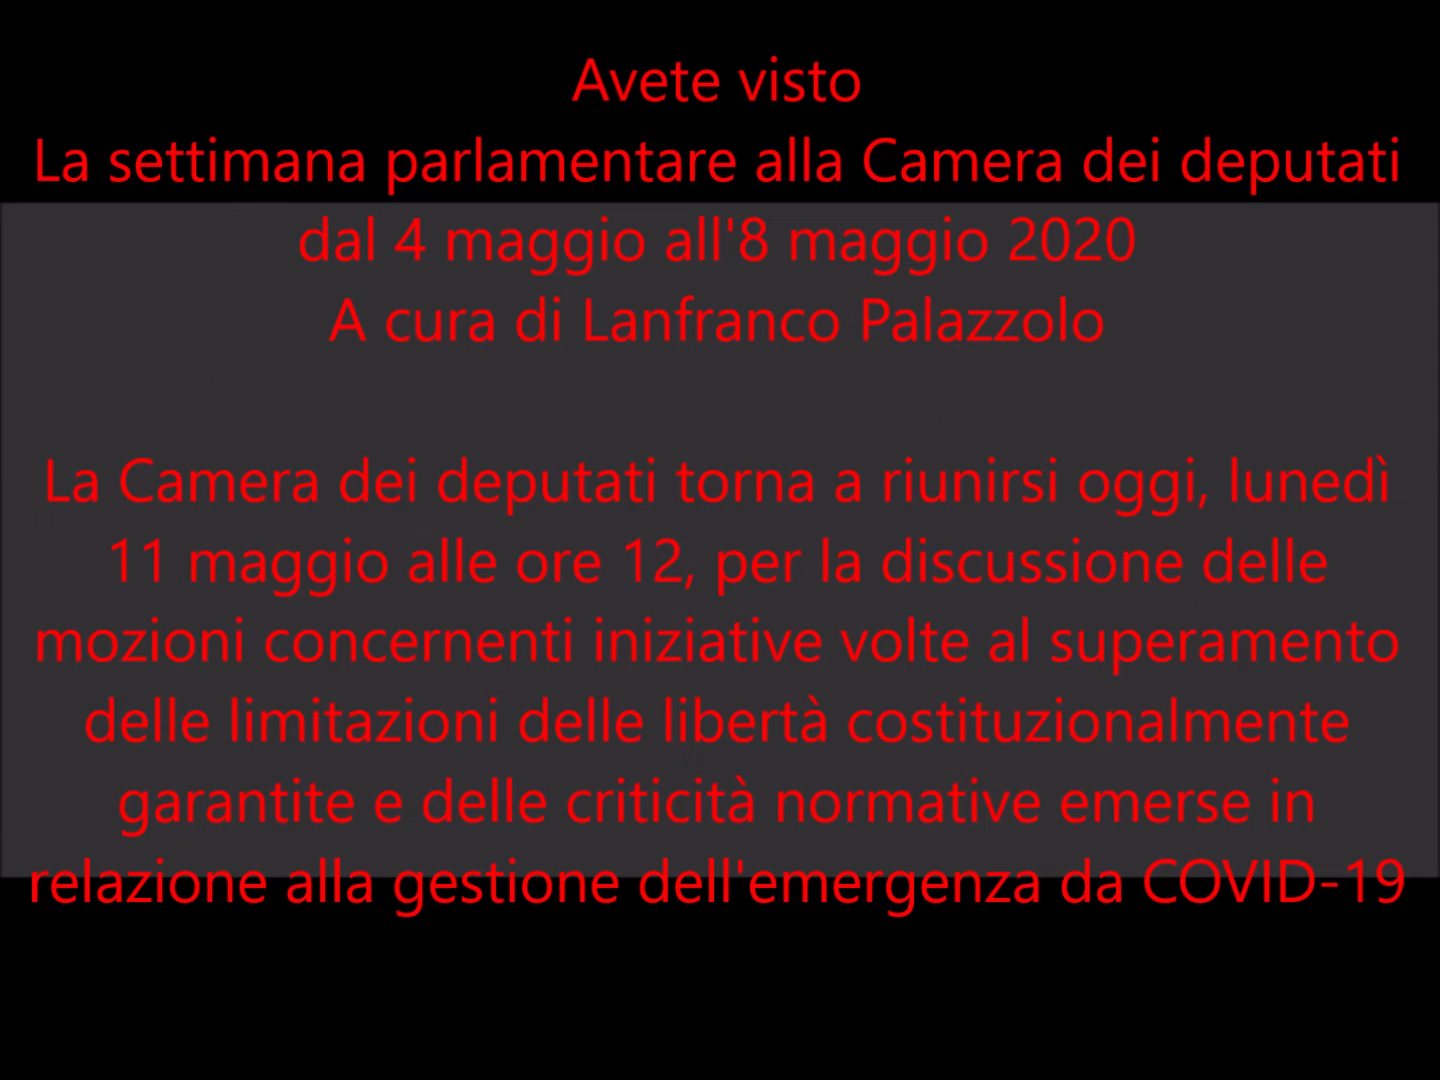 Avete visto
La settimana parlamentare alla Camera dei deputati
dal 4 maggio all'8 maggio 2020
A cura di Lanfranco Palazzolo
La Camera dei deputati torna a riunirsi oggi, lunedì
11 maggio alle ore 12, per la discussione delle
mozioni concernenti iniziative volte al superamento
delle limitazioni delle libertà costituzionalmente
garantite e delle criticità normative emerse in
relazione alla gestione dell'emergenza da COVID-19